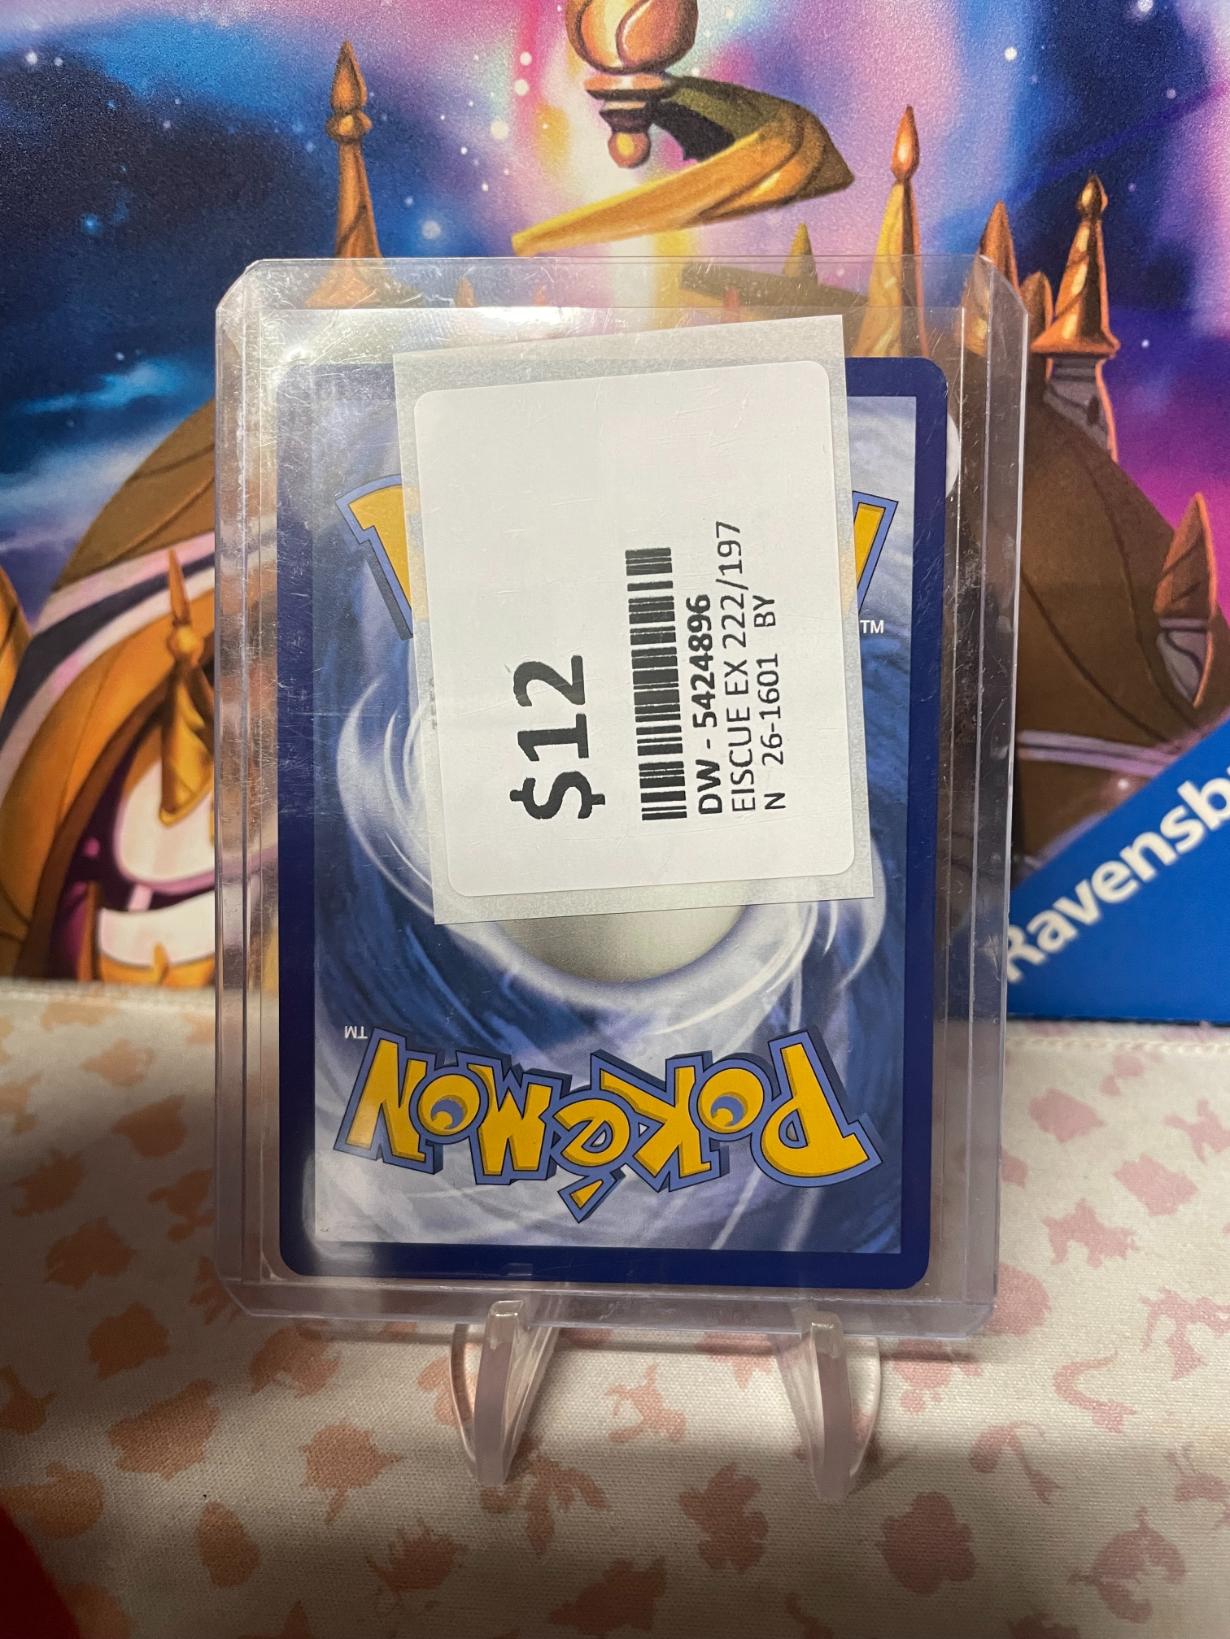 $12
DW - 5424896
EISCUE EX 222/197
N 26-1601 BY
TM
TM
POKéMON
Ravensb